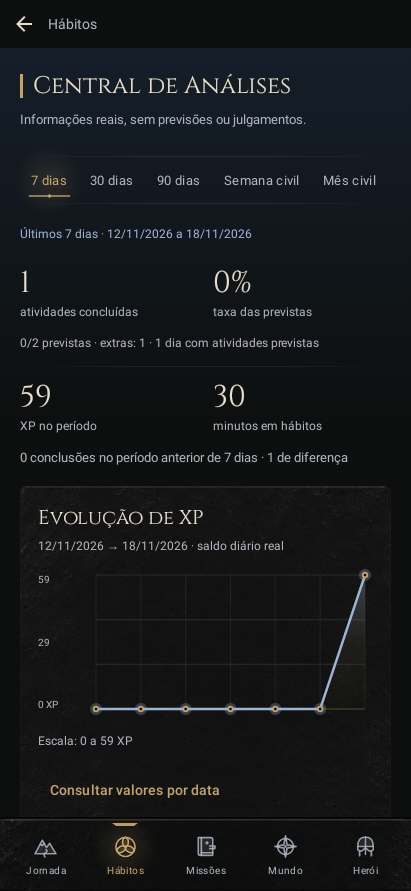 Hábitos
Central de Análises
Informações reais, sem previsões ou julgamentos.
7 dias 30 dias 90 dias Semana civil Mês civil
Últimos 7 dias · 12/11/2026 a 18/11/2026
1 0%
atividades concluídas taxa das previstas
0/2 previstas · extras: 1 · 1 dia com atividades previstas
59 30
XP no período minutos em hábitos
0 conclusões no período anterior de 7 dias · 1 de diferença
Evolução de XP
12/11/2026 → 18/11/2026 · saldo diário real
59
29
0 XP
Escala: 0 a 59 XP
Consultar valores por data
Jornada Hábitos Missões Mundo Herói